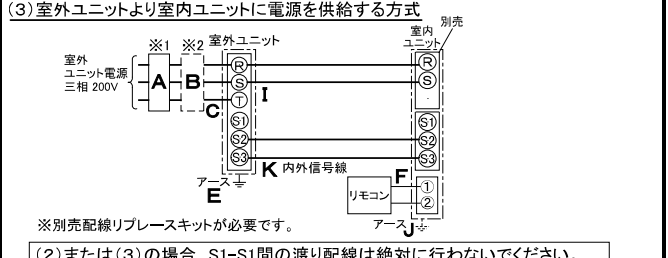 (3)室外ユニットより室内ユニットに電源を供給する方式
別売
※1 ※2 室外ユニット 室内ユニット
室外
ユニット電源
三相 200V
A B C
R S T S1 S2 S3
I
R S
S1 S2 S3
K 内外信号線
アース
E
F
リモコン
① ②
アース J
※別売配線リプレースキットが必要です。
(2)または(3)の場合、S1-S1間の渡り配線は絶対に行わないでください。